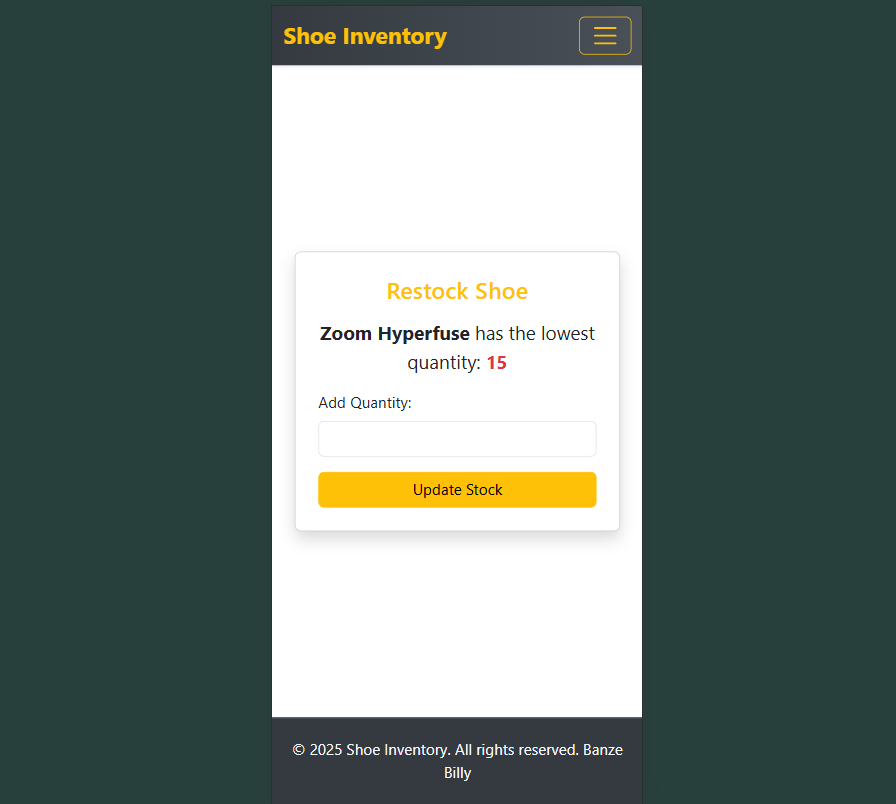 Shoe Inventory
Restock Shoe
Zoom Hyperfuse has the lowest
quantity: 15
Add Quantity:
Update Stock
© 2025 Shoe Inventory. All rights reserved. Banze
Billy